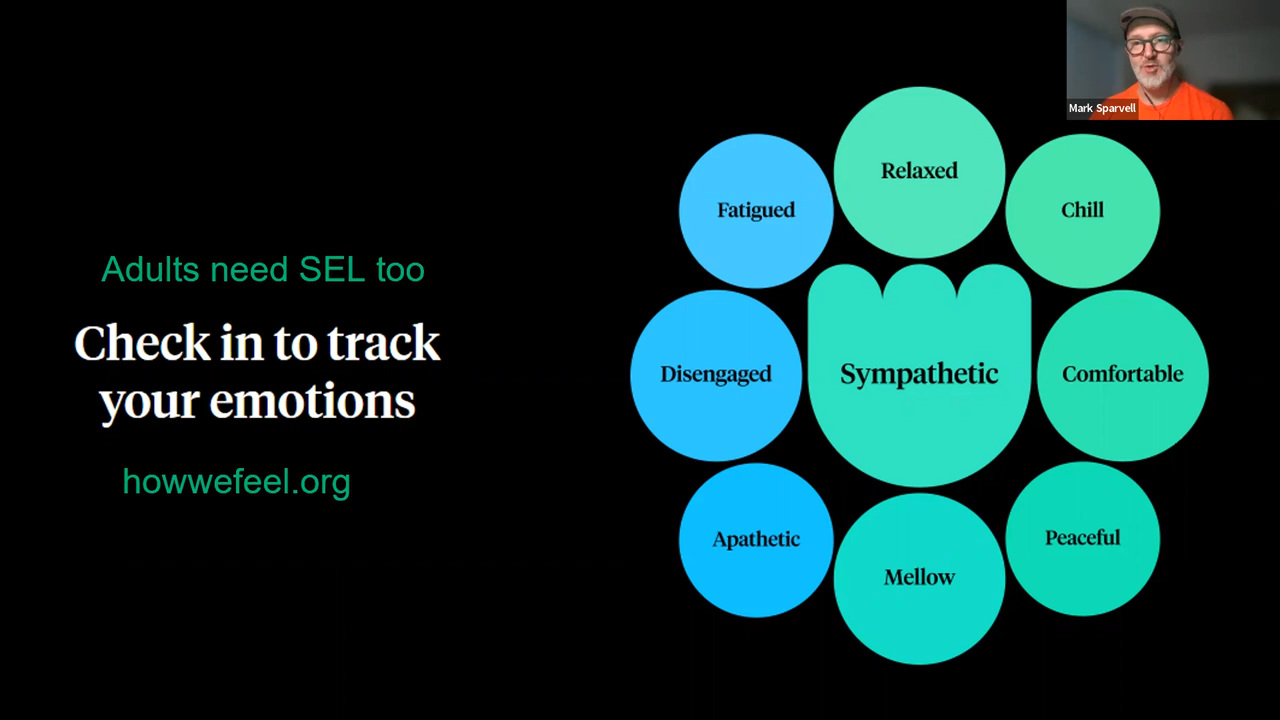 Mark Sparvell
Adults need SEL too
Check in to track
your emotions
howwefeel.org
Relaxed
Fatigued
Chill
Disengaged
Sympathetic
Comfortable
Apathetic
Peaceful
Mellow